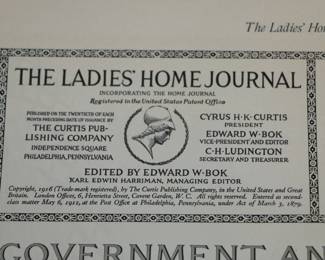 The Ladies' Ho
THE LADIES' HOME JOURNAL
INCORPORATING THE HOME JOURNAL
Registered in the United States Patent Office
PUBLISHED ON THE TWENTIETH OF EACH
MONTH PRECEDING DATE OF ISSUANCE BY
THE CURTIS PUB-
LISHING COMPANY
INDEPENDENCE SQUARE
PHILADELPHIA, PENNSYLVANIA
CYRUS H·K·CURTIS
PRESIDENT
EDWARD W·BOK
VICE-PRESIDENT AND EDITOR
C·H·LUDINGTON
SECRETARY AND TREASURER
EDITED BY EDWARD W·BOK
KARL EDWIN HARRIMAN, MANAGING EDITOR
Copyright, 1916 (Trade-mark registered), by The Curtis Publishing Company, in the United States and Great
Britain. London Offices, 6, Henrietta Street, Covent Garden, W. C. All rights reserved. Entered as second-
class matter May 6, 1911, at the Post Office at Philadelphia, Pennsylvania, under Act of March 3, 1879.
GOVERNMENT AN